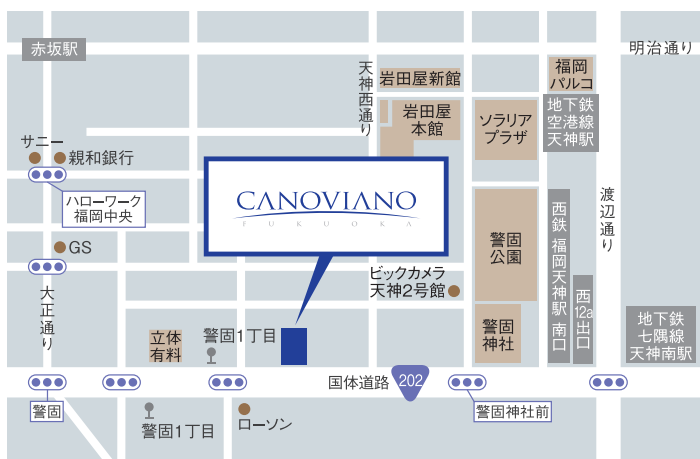 明治通り
赤坂駅
天神西通り
岩田屋新館
福岡
パルコ
岩田屋
本館
ソラリア
プラザ
地下鉄
空港線
天神駅
サニー
親和銀行
ハローワーク
福岡中央
CANOVIANO
FUKUOKA
渡辺通り
警固
公園
西鉄 福岡天神駅 南口
GS
ビックカメラ
天神2号館
西12a出口
大正通り
立体
有料
警固1丁目
警固
神社
地下鉄
七隈線
天神南駅
国体道路
202
警固
警固1丁目
ローソン
警固神社前